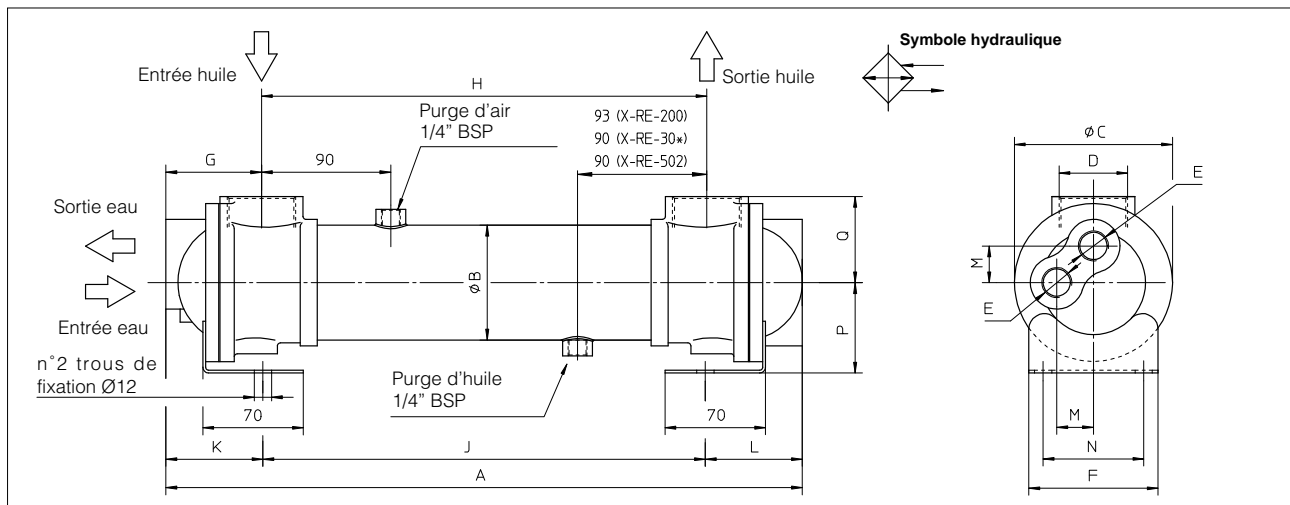 Symbole hydraulique
Entrée huile
Sortie huile
H
Purge d'air
1/4" BSP
93 (X-RE-200)
90 (X-RE-30*)
90 (X-RE-502)
øC
D
E
G
90
Sortie eau
Q
M
øB
Entrée eau
E
P
n°2 trous de
fixation Ø12
Purge d'huile
1/4" BSP
70
70
M
K
J
L
N
A
F